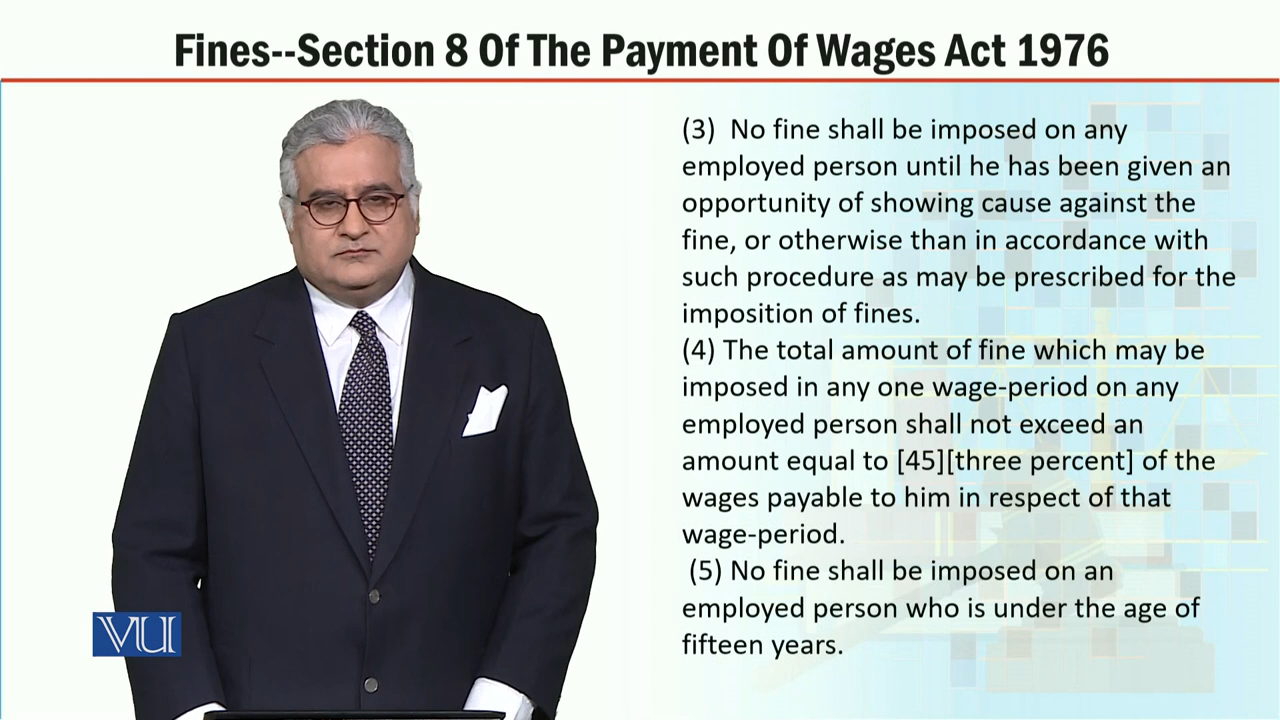 Fines--Section 8 Of The Payment Of Wages Act 1976
(3)  No fine shall be imposed on any
employed person until he has been given an
opportunity of showing cause against the
fine, or otherwise than in accordance with
such procedure as may be prescribed for the
imposition of fines.
(4) The total amount of fine which may be
imposed in any one wage-period on any
employed person shall not exceed an
amount equal to [45][three percent] of the
wages payable to him in respect of that
wage-period.
(5) No fine shall be imposed on an
employed person who is under the age of
fifteen years.
VU